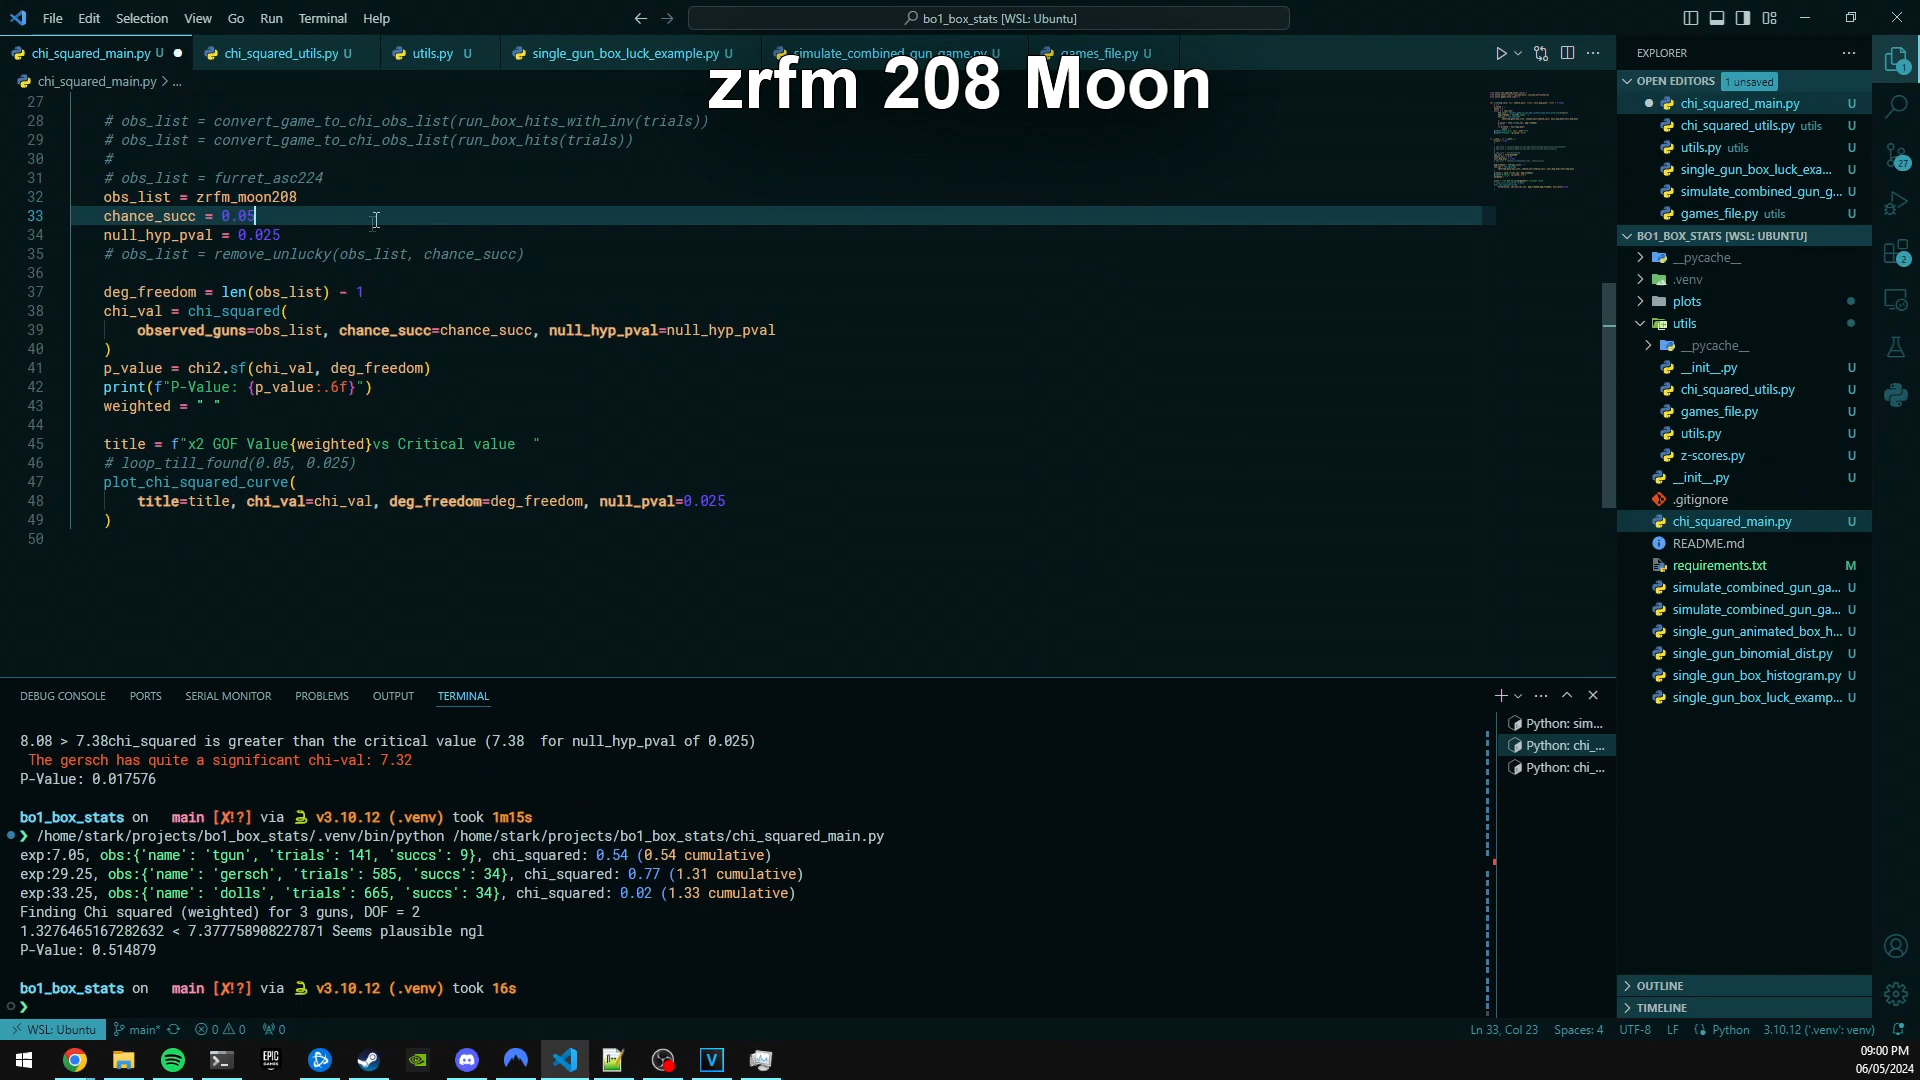 File Edit Selection View Go Run Terminal Help
bo1_box_stats [WSL: Ubuntu]
chi_squared_main.py U
chi_squared_utils.py U
utils.py U
single_gun_box_luck_example.py U
simulate_combined_gun_game.py U
games_file.py U
zrfm 208 Moon
chi_squared_main.py > ...
27
28 # obs_list = convert_game_to_chi_obs_list(run_box_hits_with_inv(trials))
29 # obs_list = convert_game_to_chi_obs_list(run_box_hits(trials))
30 #
31 # obs_list = furret_asc224
32 obs_list = zrfm_moon208
33 chance_succ = 0.05
34 null_hyp_pval = 0.025
35 # obs_list = remove_unlucky(obs_list, chance_succ)
36
37 deg_freedom = len(obs_list) - 1
38 chi_val = chi_squared(
39 observed_guns=obs_list, chance_succ=chance_succ, null_hyp_pval=null_hyp_pval
40 )
41 p_value = chi2.sf(chi_val, deg_freedom)
42 print(f"P-Value: {p_value:.6f}")
43 weighted = " "
44
45 title = f"x2 GOF Value{weighted}vs Critical value  "
46 # loop_till_found(0.05, 0.025)
47 plot_chi_squared_curve(
48 title=title, chi_val=chi_val, deg_freedom=deg_freedom, null_pval=0.025
49 )
50
EXPLORER
OPEN EDITORS 1 unsaved
chi_squared_main.py U
chi_squared_utils.py utils U
utils.py utils U
single_gun_box_luck_exa... U
simulate_combined_gun_g... U
games_file.py utils U
BO1_BOX_STATS [WSL: UBUNTU]
__pycache__
.venv
plots
utils
__pycache__
__init__.py U
chi_squared_utils.py U
games_file.py U
utils.py U
z-scores.py U
__init__.py U
.gitignore
chi_squared_main.py U
README.md
requirements.txt M
simulate_combined_gun_ga... U
simulate_combined_gun_ga... U
single_gun_animated_box_h... U
single_gun_binomial_dist.py U
single_gun_box_histogram.py U
single_gun_box_luck_examp... U
OUTLINE
TIMELINE
1
27
2
DEBUG CONSOLE PORTS SERIAL MONITOR PROBLEMS OUTPUT TERMINAL
Python: sim...
Python: chi_...
Python: chi_...
8.08 > 7.38chi_squared is greater than the critical value (7.38  for null_hyp_pval of 0.025)
The gersch has quite a significant chi-val: 7.32
P-Value: 0.017576
bo1_box_stats on main [✘!?] via v3.10.12 (.venv) took 1m15s
❯ /home/stark/projects/bo1_box_stats/.venv/bin/python /home/stark/projects/bo1_box_stats/chi_squared_main.py
exp:7.05, obs:{'name': 'tgun', 'trials': 141, 'succs': 9}, chi_squared: 0.54 (0.54 cumulative)
exp:29.25, obs:{'name': 'gersch', 'trials': 585, 'succs': 34}, chi_squared: 0.77 (1.31 cumulative)
exp:33.25, obs:{'name': 'dolls', 'trials': 665, 'succs': 34}, chi_squared: 0.02 (1.33 cumulative)
Finding Chi squared (weighted) for 3 guns, DOF = 2
1.3276465167282632 < 7.377758908227871 Seems plausible ngl
P-Value: 0.514879
bo1_box_stats on main [✘!?] via v3.10.12 (.venv) took 16s
❯
WSL: Ubuntu main* 0 0 0
Ln 33, Col 23 Spaces: 4 UTF-8 LF Python 3.10.12 ('.venv': venv)
EPIC GAMES
V
09:00 PM
06/05/2024